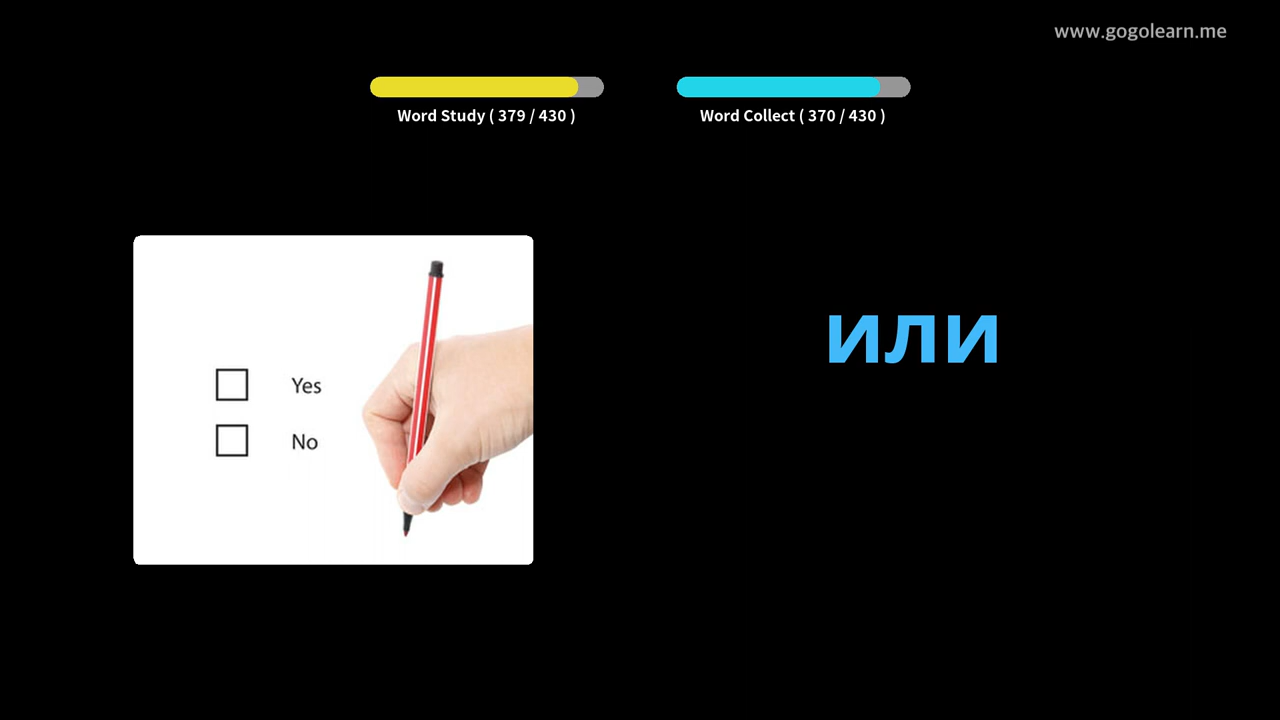 www.gogolearn.me
Word Study ( 379 / 430 )
Word Collect ( 370 / 430 )
или
Yes
No